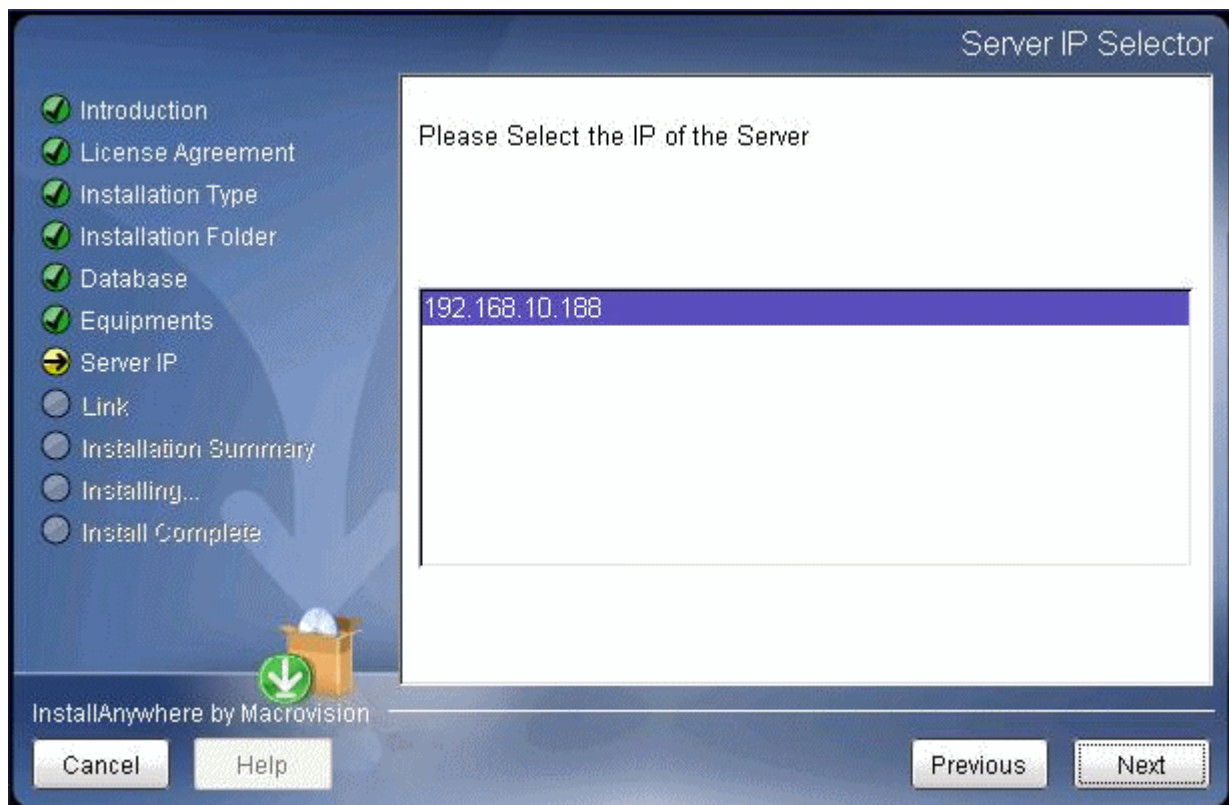 Server IP Selector
Introduction
License Agreement
Installation Type
Installation Folder
Database
Equipments
Server IP
Link
Installation Summary
Installing...
Install Complete
Please Select the IP of the Server
192.168.10.188
InstallAnywhere by Macrovision
Cancel
Help
Previous
Next